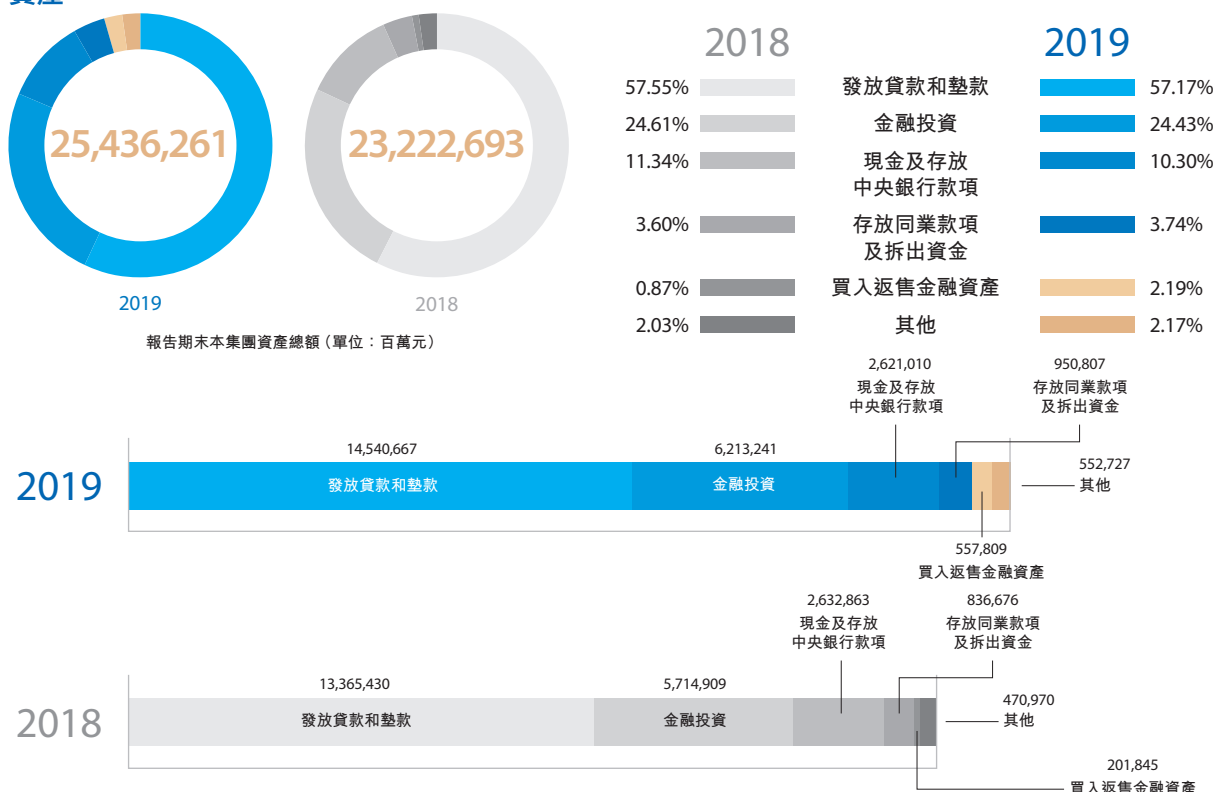 資產
25,436,261
2019
23,222,693
2018
報告期末本集團資產總額（單位：百萬元）
2018
2019
57.55%
發放貸款和墊款
57.17%
24.61%
金融投資
24.43%
11.34%
現金及存放
中央銀行款項
10.30%
3.60%
存放同業款項
及拆出資金
3.74%
0.87%
買入返售金融資產
2.19%
2.03%
其他
2.17%
2019
14,540,667
發放貸款和墊款
6,213,241
金融投資
2,621,010
現金及存放
中央銀行款項
950,807
存放同業款項
及拆出資金
552,727
其他
557,809
買入返售金融資產
2018
13,365,430
發放貸款和墊款
5,714,909
金融投資
2,632,863
現金及存放
中央銀行款項
836,676
存放同業款項
及拆出資金
470,970
其他
201,845
買入返售金融資產